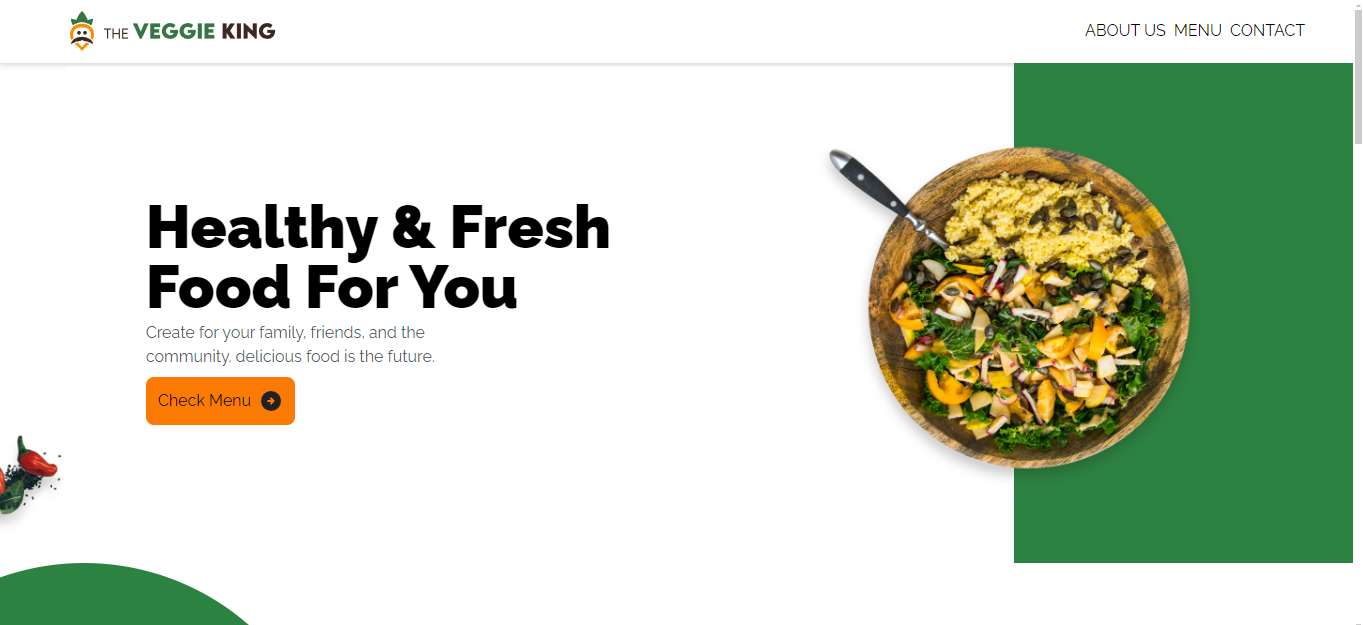 THE VEGGIE KING
ABOUT US MENU CONTACT
Healthy & Fresh
Food For You
Create for your family, friends, and the
community. delicious food is the future.
Check Menu